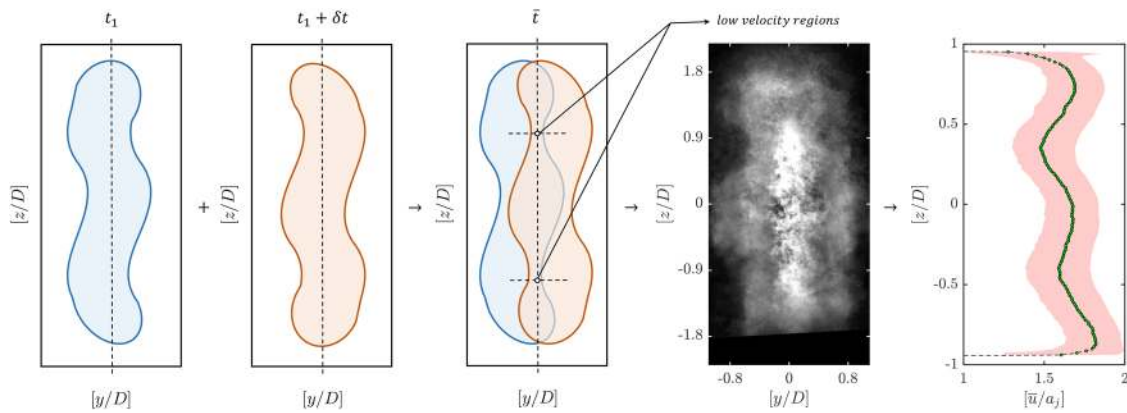 t₁
t₁ + δt
t̄
low velocity regions
[z/D]
[y/D]
+
[z/D]
[y/D]
→
[z/D]
[y/D]
→
[z/D]
1.8
0.9
0
-0.9
-1.8
-0.8
0
0.8
[y/D]
→
[z/D]
1
0.5
0
-0.5
-1
1
1.5
2
[u̅/aⱼ]